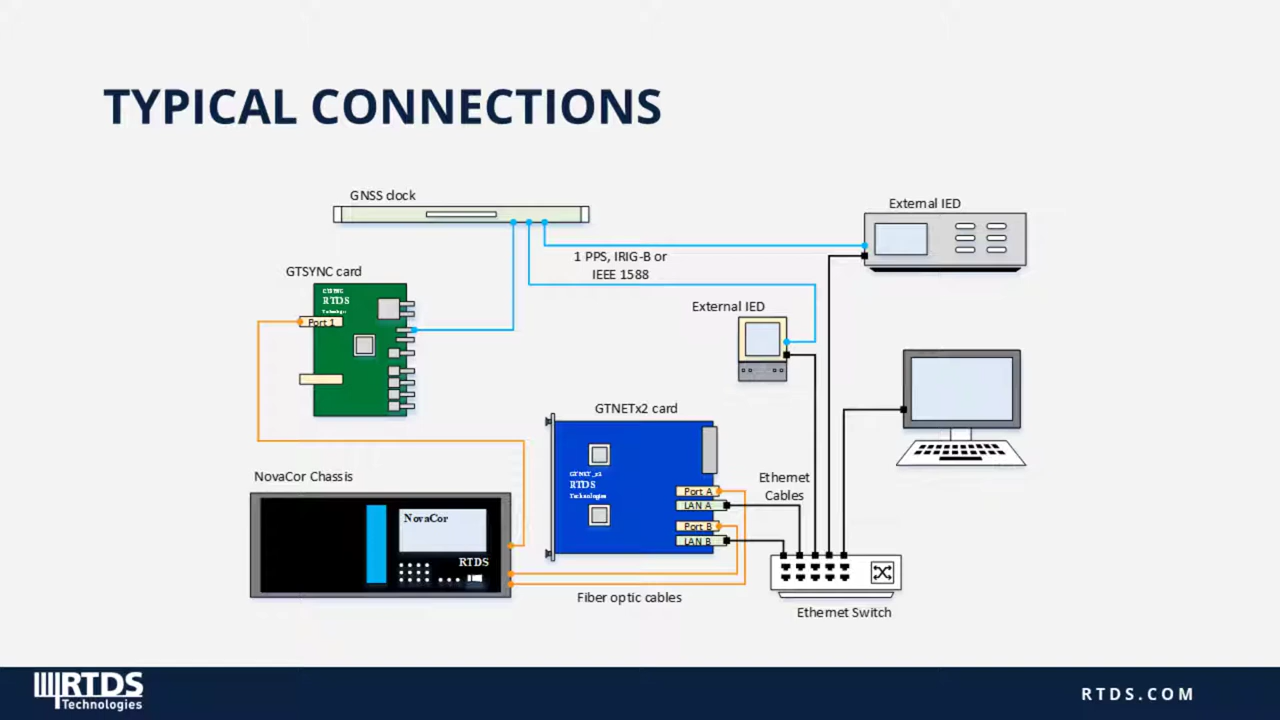 TYPICAL CONNECTIONS
GNSS clock
External IED
1 PPS, IRIG-B or
IEEE 1588
GTSYNC card
GTSYNC
RTDS
Technologies
Port 1
External IED
GTNETx2 card
GTNET_x2
RTDS
Technologies
Port A
LAN A
Port B
LAN B
Ethernet
Cables
NovaCor Chassis
NovaCor
RTDS
Fiber optic cables
Ethernet Switch
RTDS
Technologies
RTDS.COM